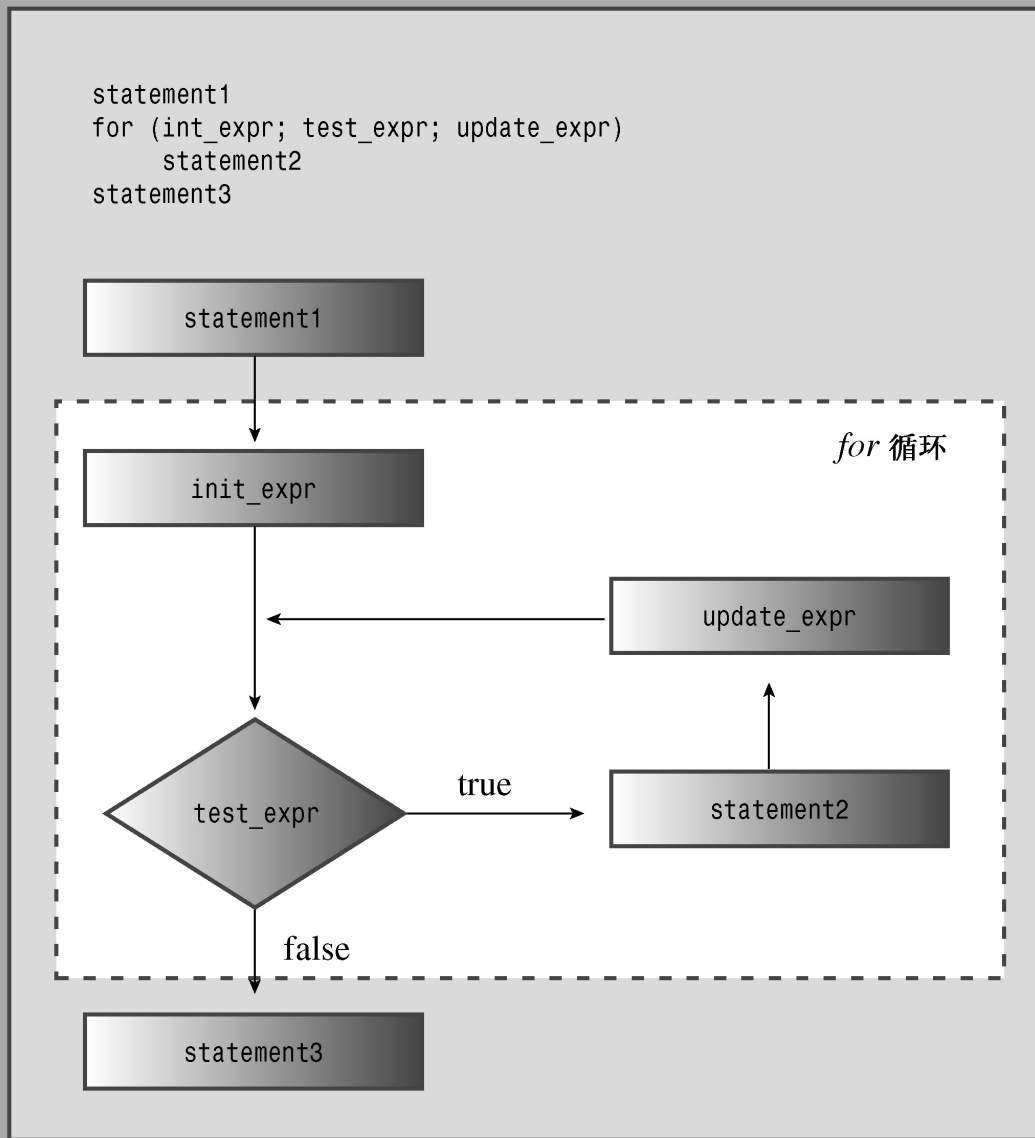 statement1
for (int_expr; test_expr; update_expr)
     statement2
statement3
statement1
for 循环
init_expr
update_expr
test_expr
true
statement2
false
statement3